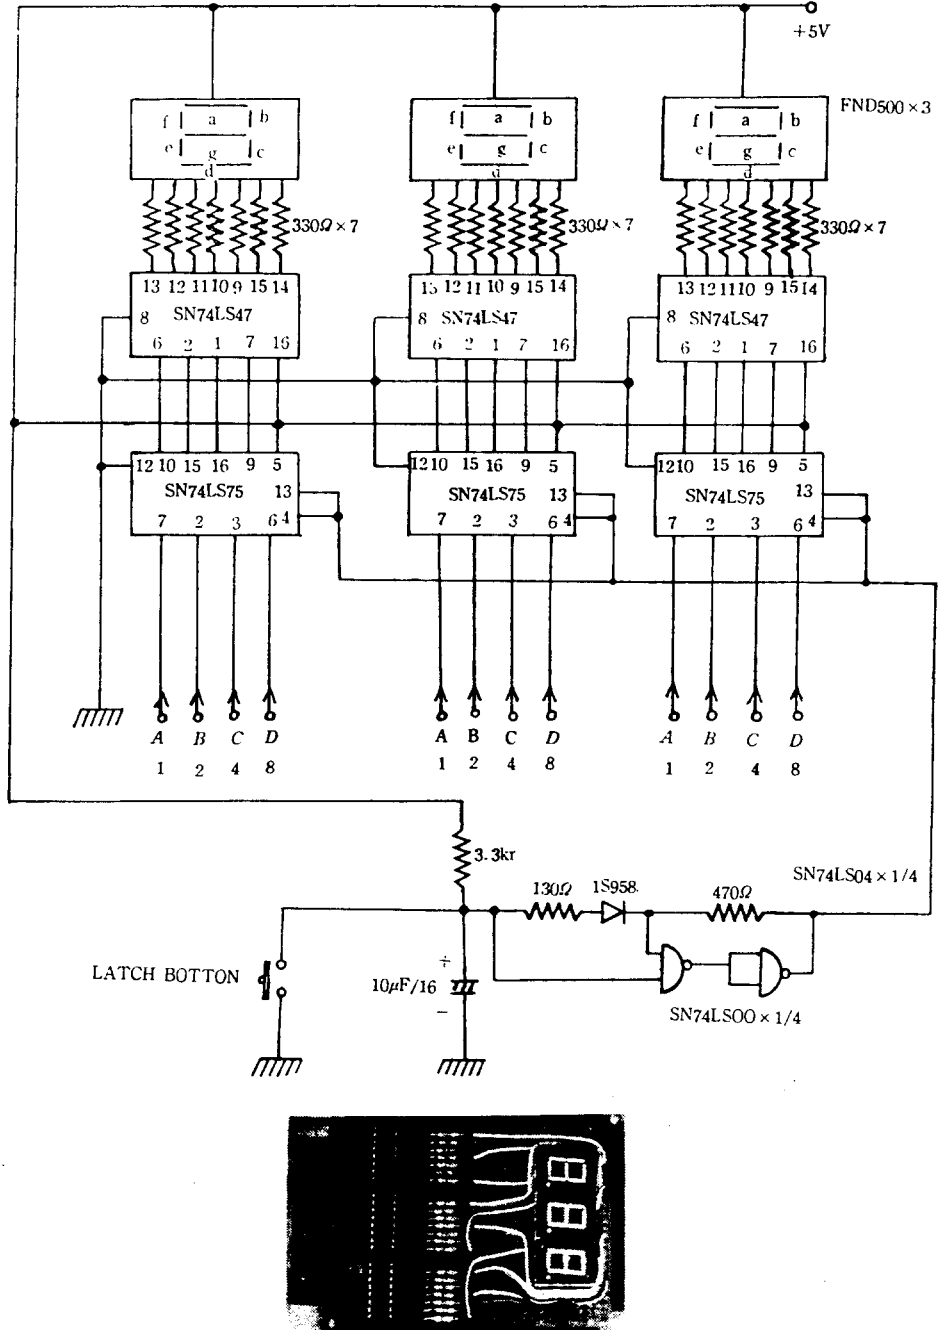 +5V
FND500×3
f a b f a b f a b
e g c e g c e g c
d d d
330Ω×7 330Ω×7 330Ω×7
13 12 11 10 9 15 14 13 12 11 10 9 15 14 13 12 11 10 9 15 14
8 SN74LS47 8 SN74LS47 8 SN74LS47
6 2 1 7 16 6 2 1 7 16 6 2 1 7 16
12 10 15 16 9 5 12 10 15 16 9 5 12 10 15 16 9 5
SN74LS75 13 SN74LS75 13 SN74LS75 13
7 2 3 6 4 7 2 3 6 4 7 2 3 6 4
A B C D A B C D A B C D
1 2 4 8 1 2 4 8 1 2 4 8
3.3kr
SN74LS04×1/4
130Ω 1S958 470Ω
LATCH BOTTON
+
10μF/16
−
SN74LS00×1/4